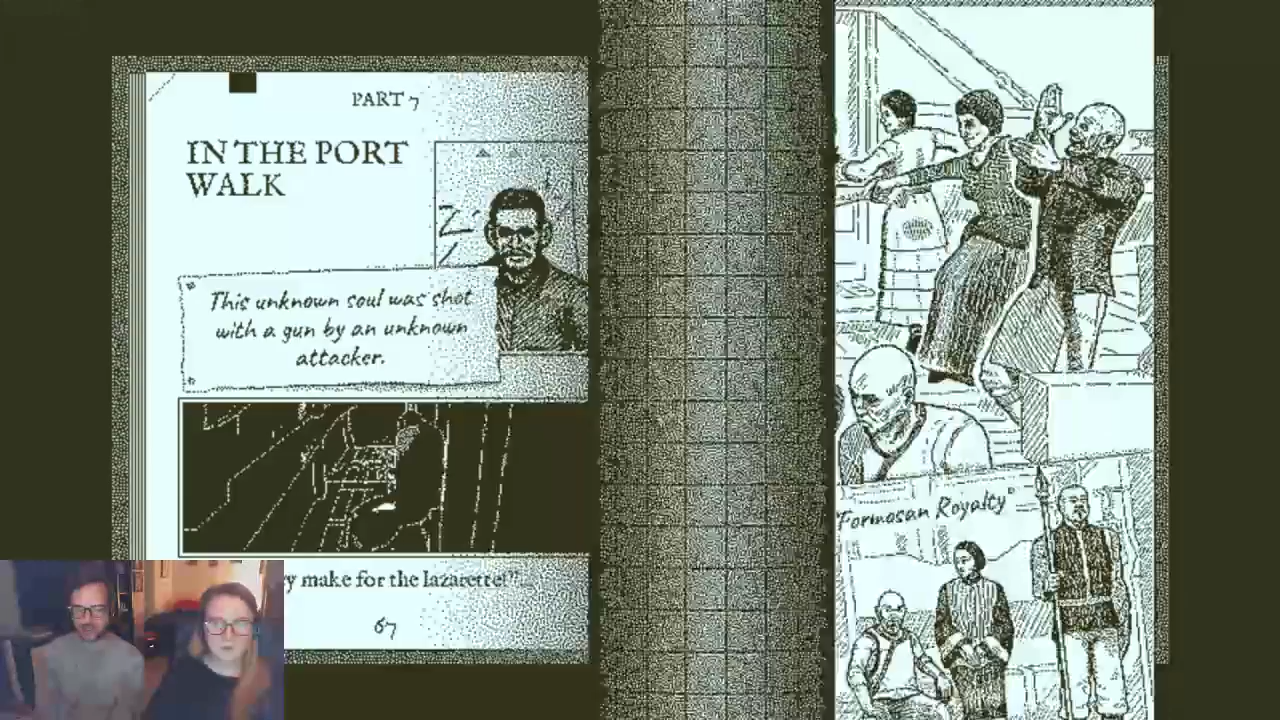 PART 7
IN THE PORT
WALK
This unknown soul was shot
with a gun by an unknown
attacker.
make for the lazarette!"
67
"Formosan Royalty"